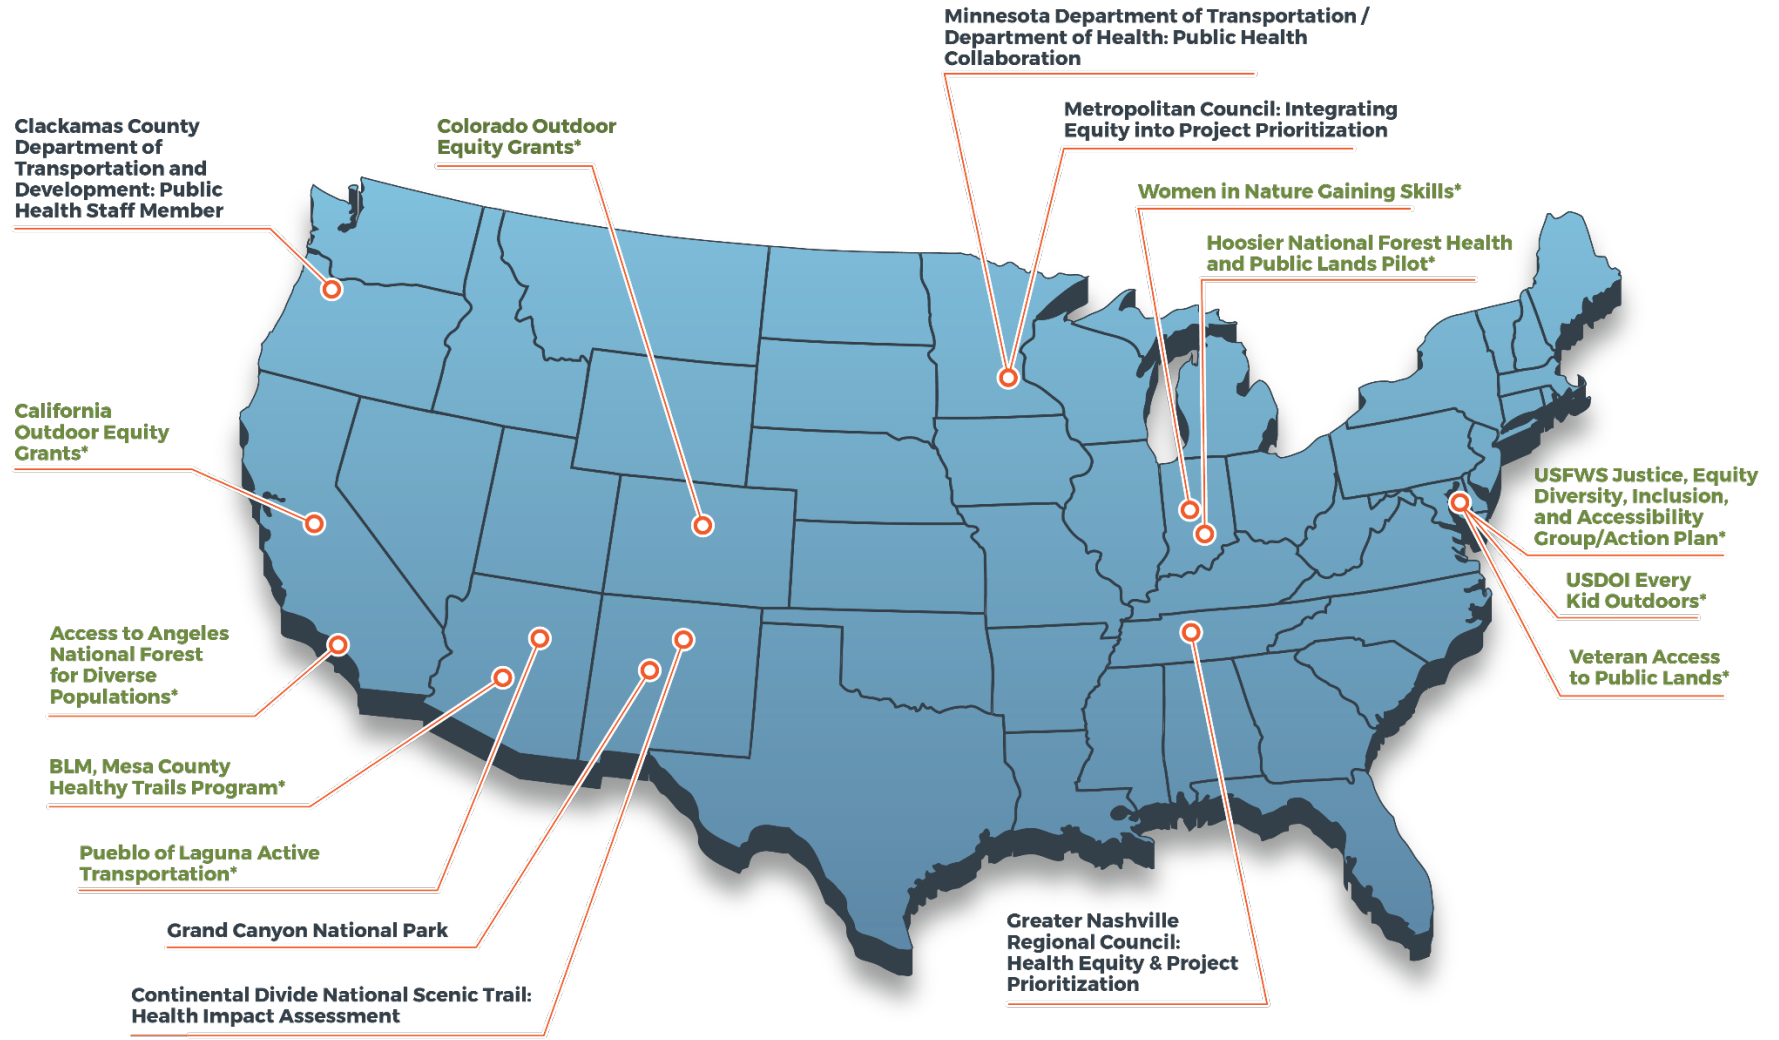 Minnesota Department of Transportation /
Department of Health: Public Health
Collaboration
Metropolitan Council: Integrating
Equity into Project Prioritization
Clackamas County
Department of
Transportation and
Development: Public
Health Staff Member
Colorado Outdoor
Equity Grants*
Women in Nature Gaining Skills*
Hoosier National Forest Health
and Public Lands Pilot*
California
Outdoor Equity
Grants*
USFWS Justice, Equity
Diversity, Inclusion,
and Accessibility
Group/Action Plan*
USDOI Every
Kid Outdoors*
Access to Angeles
National Forest
for Diverse
Populations*
Veteran Access
to Public Lands*
BLM, Mesa County
Healthy Trails Program*
Pueblo of Laguna Active
Transportation*
Grand Canyon National Park
Greater Nashville
Regional Council:
Health Equity & Project
Prioritization
Continental Divide National Scenic Trail:
Health Impact Assessment